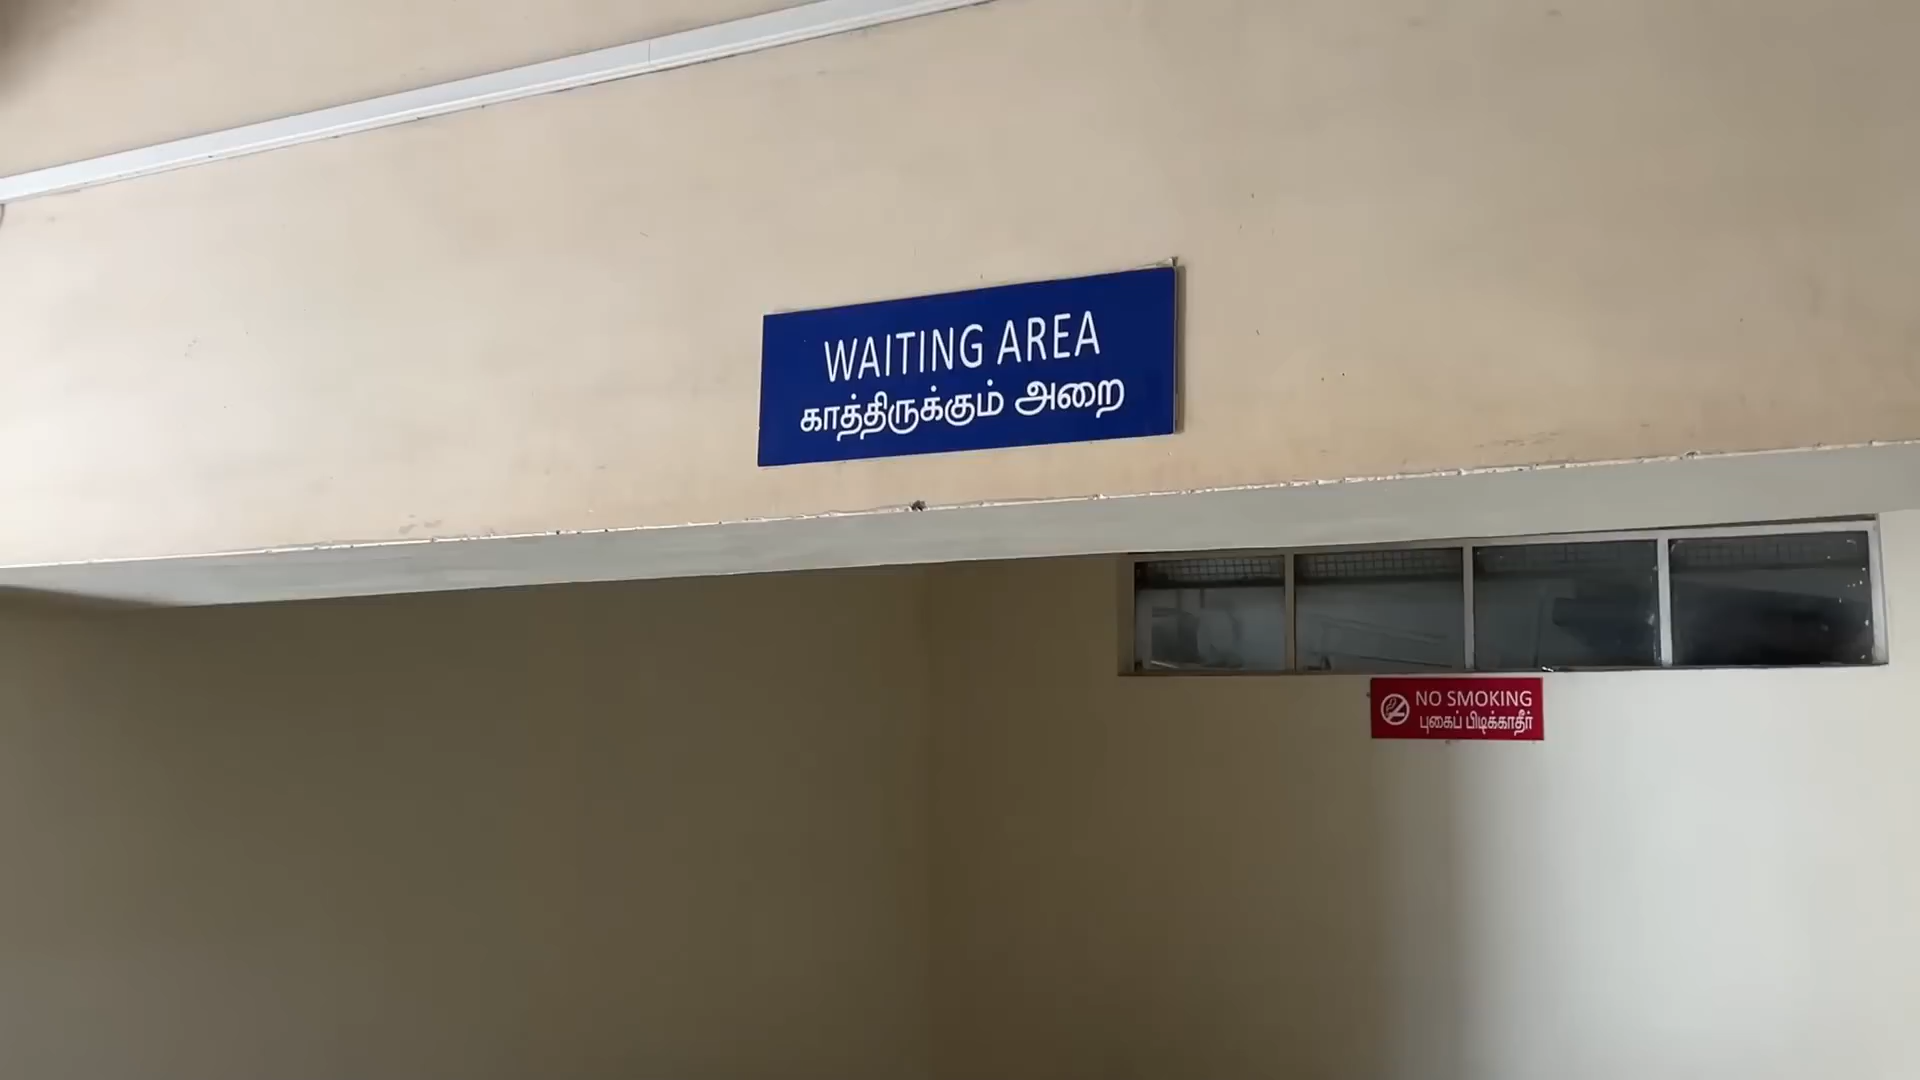 WAITING AREA
காத்திருக்கும் அறை
NO SMOKING
புகைப் பிடிக்காதீர்